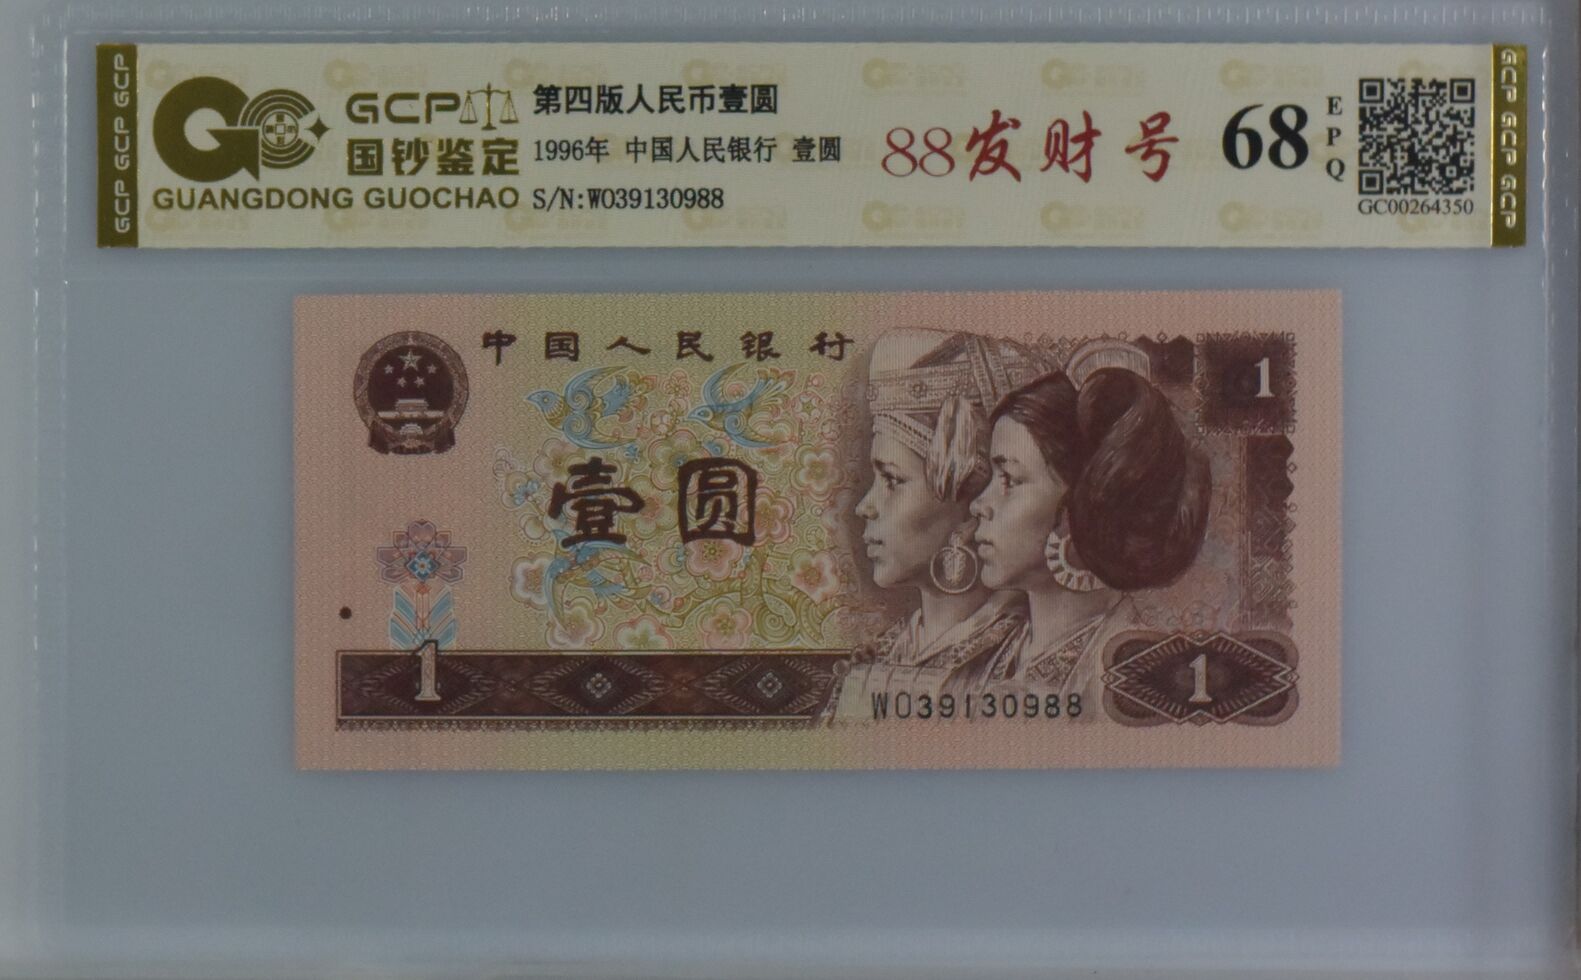 GCP GCP GCP
GCP
国钞鉴定
GUANGDONG GUOCHAO
第四版人民币壹圆
1996年 中国人民银行 壹圆
S/N:WO39130988
88发财号
68
EPQ
GC00264350
GCP GCP GCP
中国人民银行
1
壹圆
1
1
WO39130988